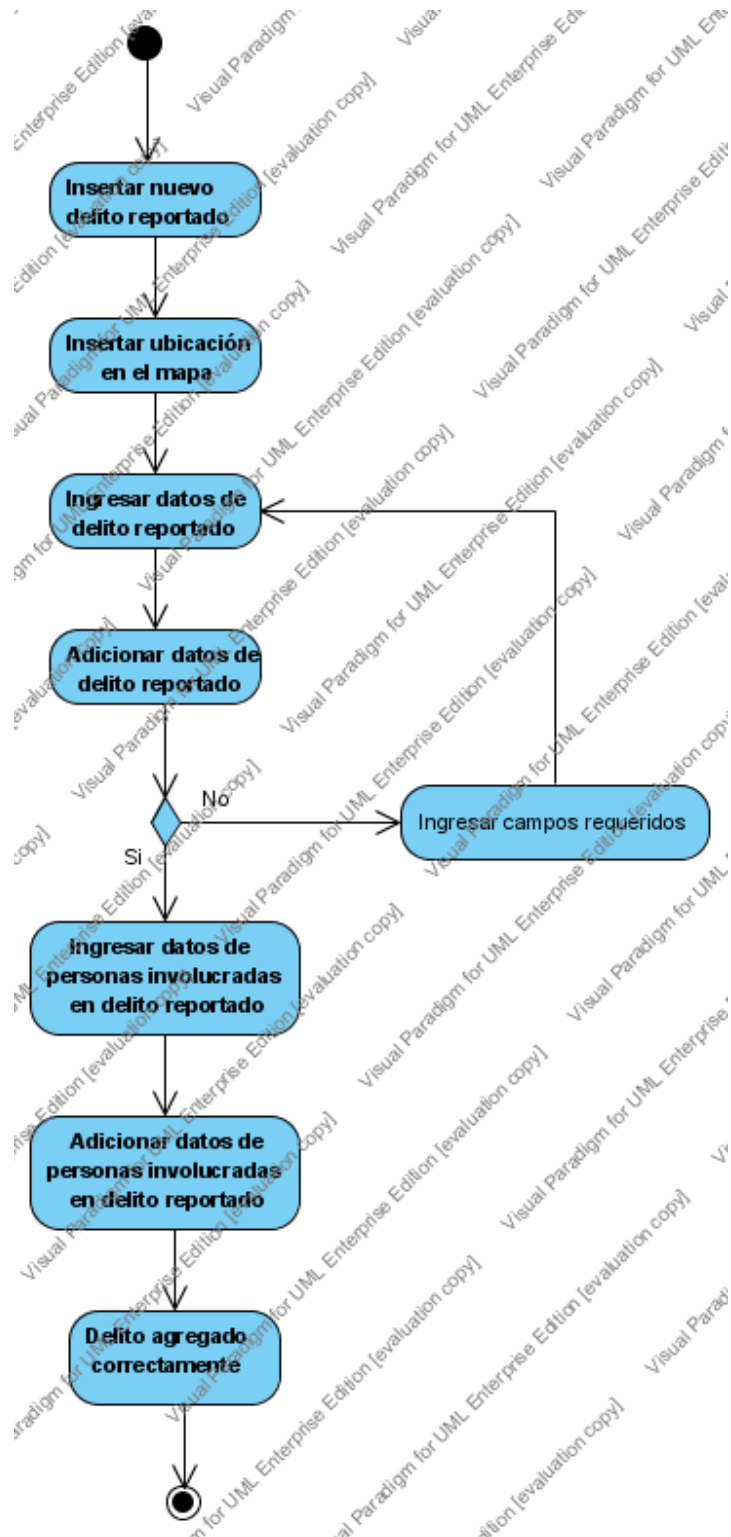 Insertar nuevo
delito reportado
Insertar ubicación
en el mapa
Ingresar datos de
delito reportado
Adicionar datos de
delito reportado
No
Ingresar campos requeridos
Si
Ingresar datos de
personas involucradas
en delito reportado
Adicionar datos de
personas involucradas
en delito reportado
Delito agregado
correctamente
Visual Paradigm for UML Enterprise Edition [evaluation copy]